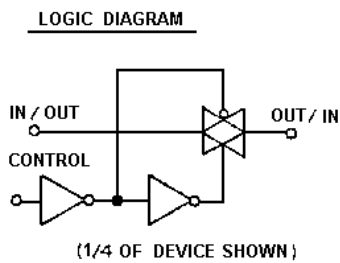 LOGIC DIAGRAM
IN / OUT
OUT / IN
CONTROL
(1/4 OF DEVICE SHOWN)